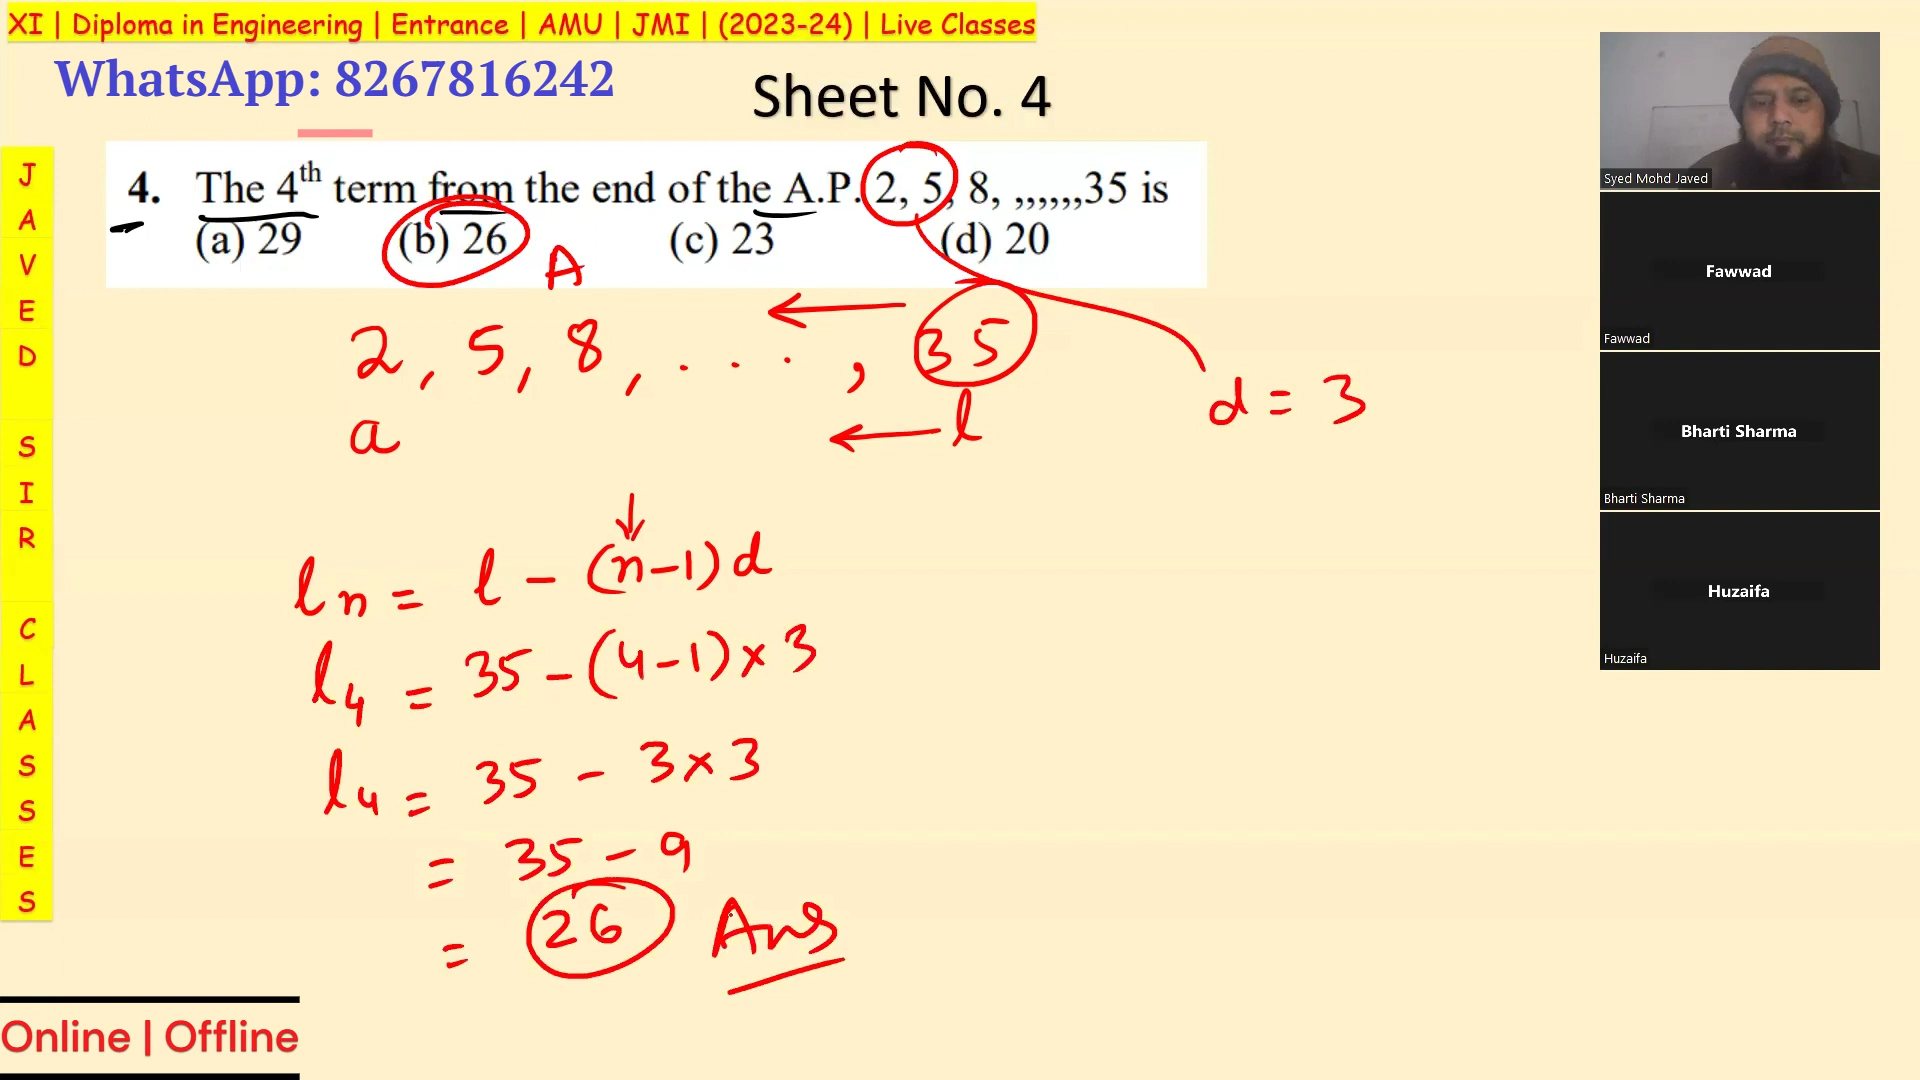 XI | Diploma in Engineering | Entrance | AMU | JMI | (2023-24) | Live Classes
WhatsApp: 8267816242
Sheet No. 4
JAVED SIR CLASSES
4. The 4th term from the end of the A.P. 2, 5, 8, ,,,,,,35 is
(a) 29 (b) 26 (c) 23 (d) 20
A
2, 5, 8, . . . , 35
a l
d = 3
ln = l - (n-1)d
l4 = 35 - (4-1)×3
l4 = 35 - 3×3
= 35 - 9
= 26 Ans
Online | Offline
Syed Mohd Javed
Fawwad
Fawwad
Bharti Sharma
Bharti Sharma
Huzaifa
Huzaifa